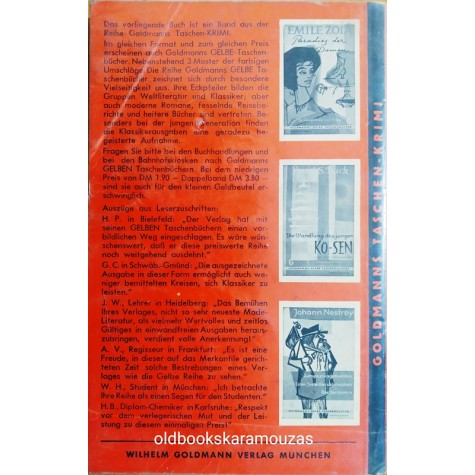 Das vorliegende Buch ist ein Band aus der
Reihe Goldmanns Taschen-KRIMI.
Im gleichen Format und zum gleichen Preis
erscheinen auch Goldmanns GELBE-Taschen-
bücher. Nebenstehend 3 Muster der farbigen
Umschläge. Die Reihe Goldmanns GELBE Ta-
schenbücher zeichnet sich durch besondere
Vielseitigkeit aus. Ihre Eckpfeiler bilden die
Gruppen Weltliteratur und Klassiker, aber
auch moderne Romane, fesselnde Reisebe-
richte und heitere Bücher sind vertreten. Be-
sonders bei der jungen Generation finden
die Klassikerausgaben eine geradezu be-
geisterte Aufnahme.
Fragen Sie bitte bei den Buchhandlungen und
bei den Bahnhofskiosken nach Goldmanns
GELBEN Taschenbüchern. Bei dem niedrigen
Preis von DM 1.90 – Doppelband DM 3.80 –
sind sie auch für den kleinen Geldbeutel er-
schwinglich.
Auszüge aus Leserzuschriften:
H. P. in Bielefeld: „Der Verlag hat mit
seinen GELBEN Taschenbüchern einen vor-
bildlichen Weg eingeschlagen. Es wäre wün-
schenswert, daß er diese preiswerte Reihe
noch weitgehend ausdehnt."
G. C. in Schwäb.-Gmünd: „Die ausgezeichnete
Ausgabe in dieser Form ermöglicht auch we-
niger bemittelten Kreisen, sich Klassiker zu
leisten."
J. W., Lehrer in Heidelberg: „Das Bemühen
Ihres Verlages, nicht so sehr neueste Mode-
Literatur, als vielmehr Wertvolles und zeitlos
Gültiges in einwandfreien Ausgaben heraus-
zubringen, verdient volle Anerkennung!"
A. V., Regisseur in Frankfurt: „Es ist eine
Freude, in dieser auf das Merkantile gerich-
teten Zeit solche Bestrebungen eines Ver-
lages wie die Gelbe Reihe zu sehen."
W. H., Student in München: „Ich betrachte
Ihre Reihe als einen Segen für den Studenten."
H. B., Diplom-Chemiker in Karlsruhe: „Respekt
vor dem verlegerischen Mut und der Leistung
zu diesem einmaligen Preis!"
EMILE ZOLA
Paradies der
Damen
Buck
Die Wandlung des jungen
KO-SEN
Johann Nestroy
GOLDMANNS TASCHEN-KRIMI
oldbookskaramouzas
WILHELM GOLDMANN VERLAG MÜNCHEN